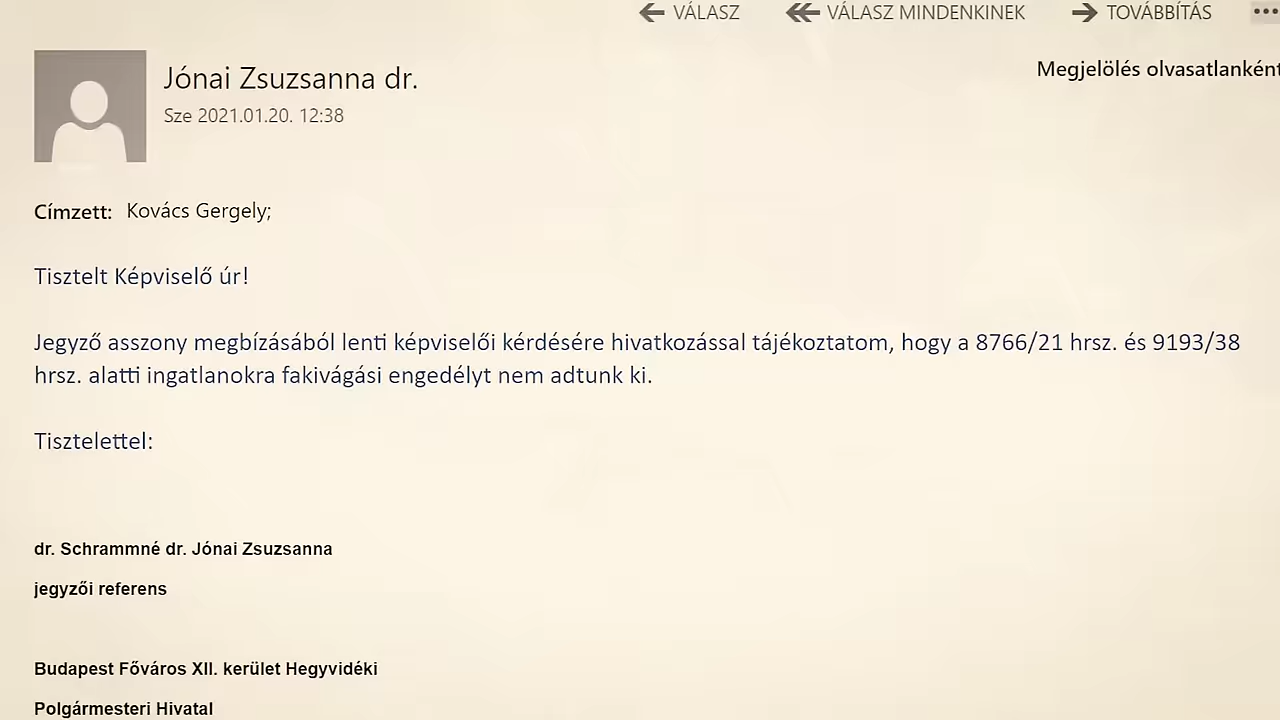 VÁLASZ VÁLASZ MINDENKINEK TOVÁBBÍTÁS
Jónai Zsuzsanna dr.
Megjelölés olvasatlanként
Sze 2021.01.20. 12:38
Címzett: Kovács Gergely;
Tisztelt Képviselő úr!
Jegyző asszony megbízásából lenti képviselői kérdésére hivatkozással tájékoztatom, hogy a 8766/21 hrsz. és 9193/38
hrsz. alatti ingatlanokra fakivágási engedélyt nem adtunk ki.
Tisztelettel:
dr. Schrammné dr. Jónai Zsuzsanna
jegyzői referens
Budapest Főváros XII. kerület Hegyvidéki
Polgármesteri Hivatal